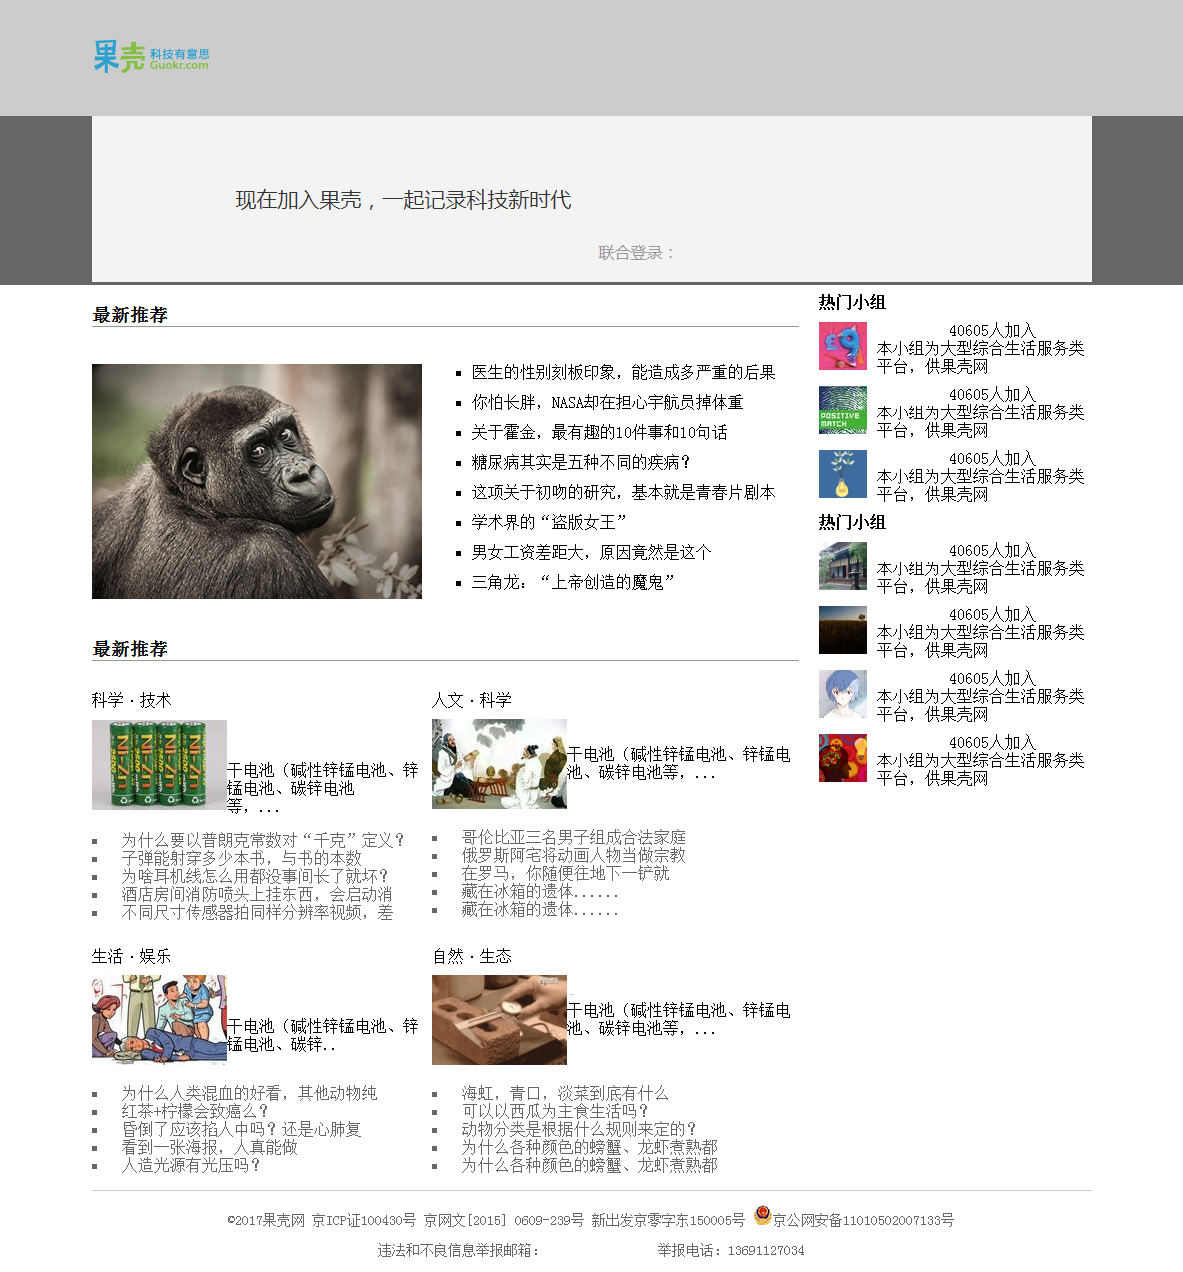 果壳 科技有意思
Guokr.com
现在加入果壳，一起记录科技新时代
联合登录：
最新推荐
医生的性别刻板印象，能造成多严重的后果
你怕长胖，NASA却在担心宇航员掉体重
关于霍金，最有趣的10件事和10句话
糖尿病其实是五种不同的疾病？
这项关于初吻的研究，基本就是青春片剧本
学术界的“盗版女王”
男女工资差距大，原因竟然是这个
三角龙：“上帝创造的魔鬼”
最新推荐
科学·技术
干电池（碱性锌锰电池、锌
锰电池、碳锌电池
等，...
为什么要以普朗克常数对“千克”定义？
子弹能射穿多少本书，与书的本数
为啥耳机线怎么用都没事间长了就坏？
酒店房间消防喷头上挂东西，会启动消
不同尺寸传感器拍同样分辨率视频，差
人文·科学
干电池（碱性锌锰电池、锌锰电
池、碳锌电池等，...
哥伦比亚三名男子组成合法家庭
俄罗斯阿宅将动画人物当做宗教
在罗马，你随便往地下一铲就
藏在冰箱的遗体......
藏在冰箱的遗体......
生活·娱乐
干电池（碱性锌锰电池、锌
锰电池、碳锌..
为什么人类混血的好看，其他动物纯
红茶+柠檬会致癌么？
昏倒了应该掐人中吗？还是心肺复
看到一张海报，人真能做
人造光源有光压吗？
自然·生态
干电池（碱性锌锰电池、锌锰电
池、碳锌电池等，...
海虹，青口，淡菜到底有什么
可以以西瓜为主食生活吗？
动物分类是根据什么规则来定的？
为什么各种颜色的螃蟹、龙虾煮熟都
为什么各种颜色的螃蟹、龙虾煮熟都
热门小组
40605人加入
本小组为大型综合生活服务类
平台，供果壳网
POSITIVE
MATCH
40605人加入
本小组为大型综合生活服务类
平台，供果壳网
40605人加入
本小组为大型综合生活服务类
平台，供果壳网
热门小组
40605人加入
本小组为大型综合生活服务类
平台，供果壳网
40605人加入
本小组为大型综合生活服务类
平台，供果壳网
40605人加入
本小组为大型综合生活服务类
平台，供果壳网
40605人加入
本小组为大型综合生活服务类
平台，供果壳网
©2017果壳网 京ICP证100430号 京网文[2015] 0609-239号 新出发京零字东150005号 京公网安备11010502007133号
违法和不良信息举报邮箱： 举报电话：13691127034